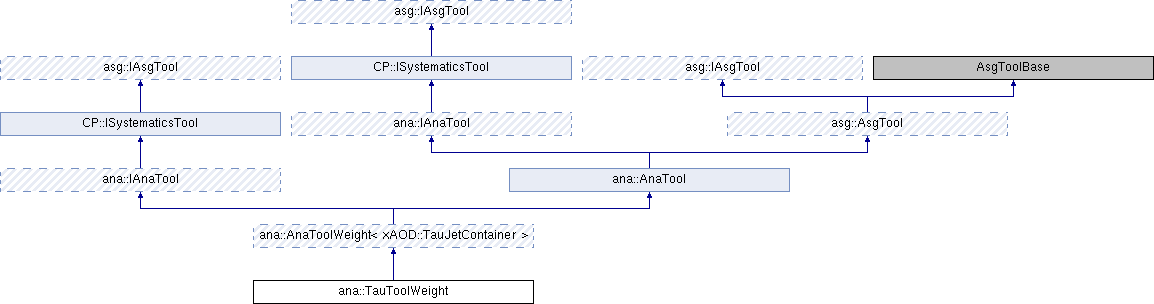 asg::IAsgTool
asg::IAsgTool
CP::ISystematicsTool
asg::IAsgTool
AsgToolBase
CP::ISystematicsTool
ana::IAnaTool
asg::AsgTool
ana::IAnaTool
ana::AnaTool
ana::AnaToolWeight< xAOD::TauJetContainer >
ana::TauToolWeight